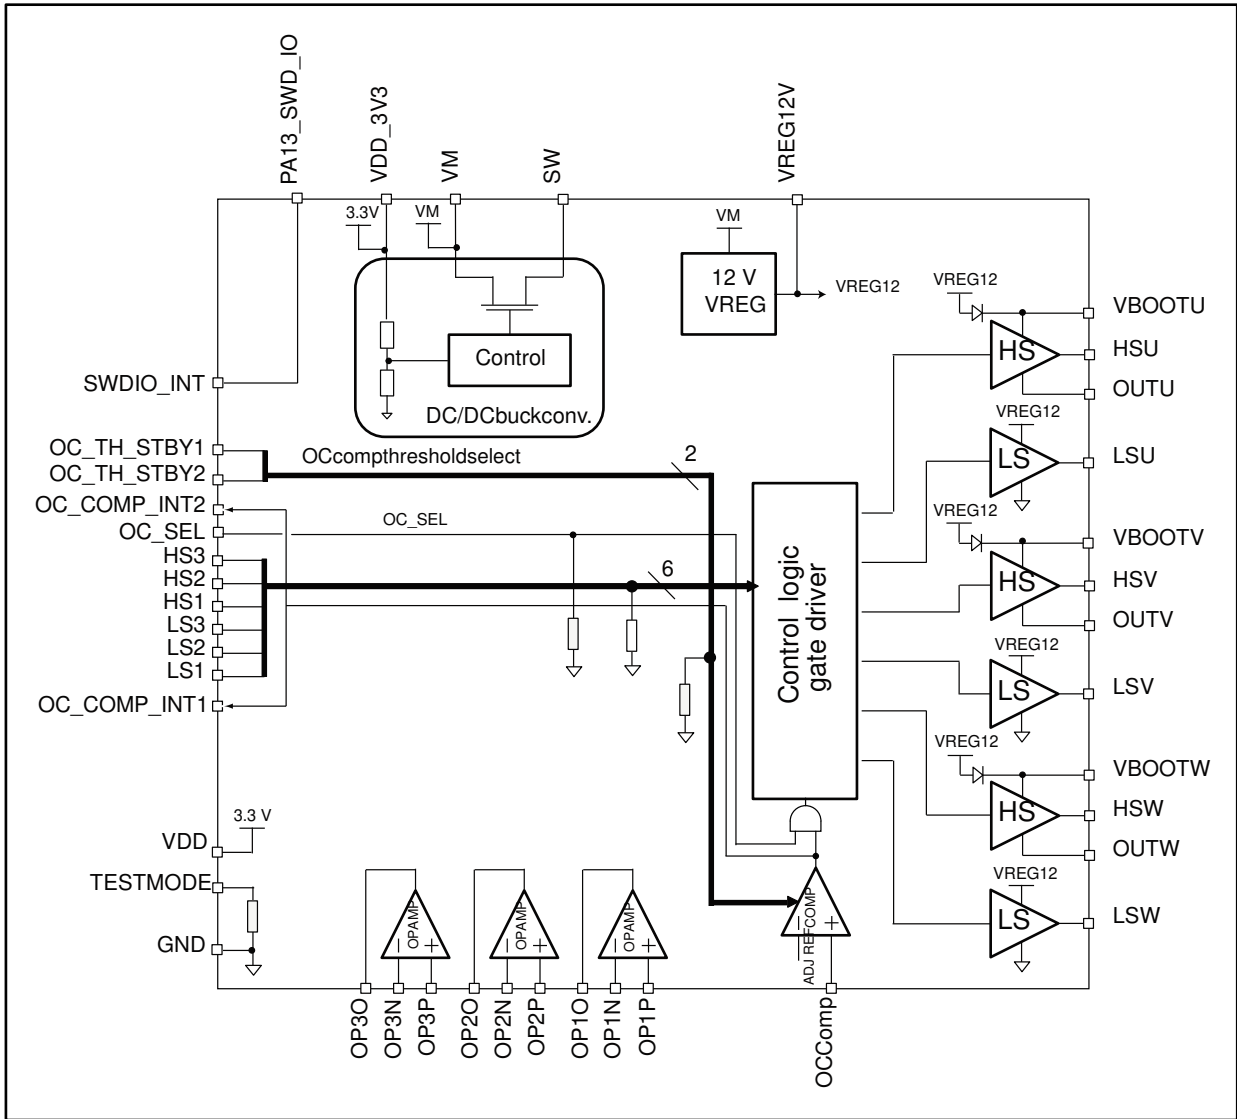 PA13_SWD_IO
VDD_3V3
VM
SW
VREG12V
3.3V
VM
VM
12 V
VREG
VREG12
Control
DC/DCbuckconv.
SWDIO_INT
OC_TH_STBY1
OC_TH_STBY2
OC_COMP_INT2
OC_SEL
HS3
HS2
HS1
LS3
LS2
LS1
OC_COMP_INT1
OCcompthresholdselect
2
OC_SEL
6
Control logic
gate driver
VREG12
HS
VBOOTU
HSU
OUTU
VREG12
LS
LSU
VREG12
HS
VBOOTV
HSV
OUTV
VREG12
LS
LSV
VREG12
HS
VBOOTW
HSW
OUTW
VREG12
LS
LSW
3.3 V
VDD
TESTMODE
GND
OPAMP
− +
OPAMP
− +
OPAMP
− +
COMP
− +
ADJ REF
OP3O
OP3N
OP3P
OP2O
OP2N
OP2P
OP1O
OP1N
OP1P
OCComp